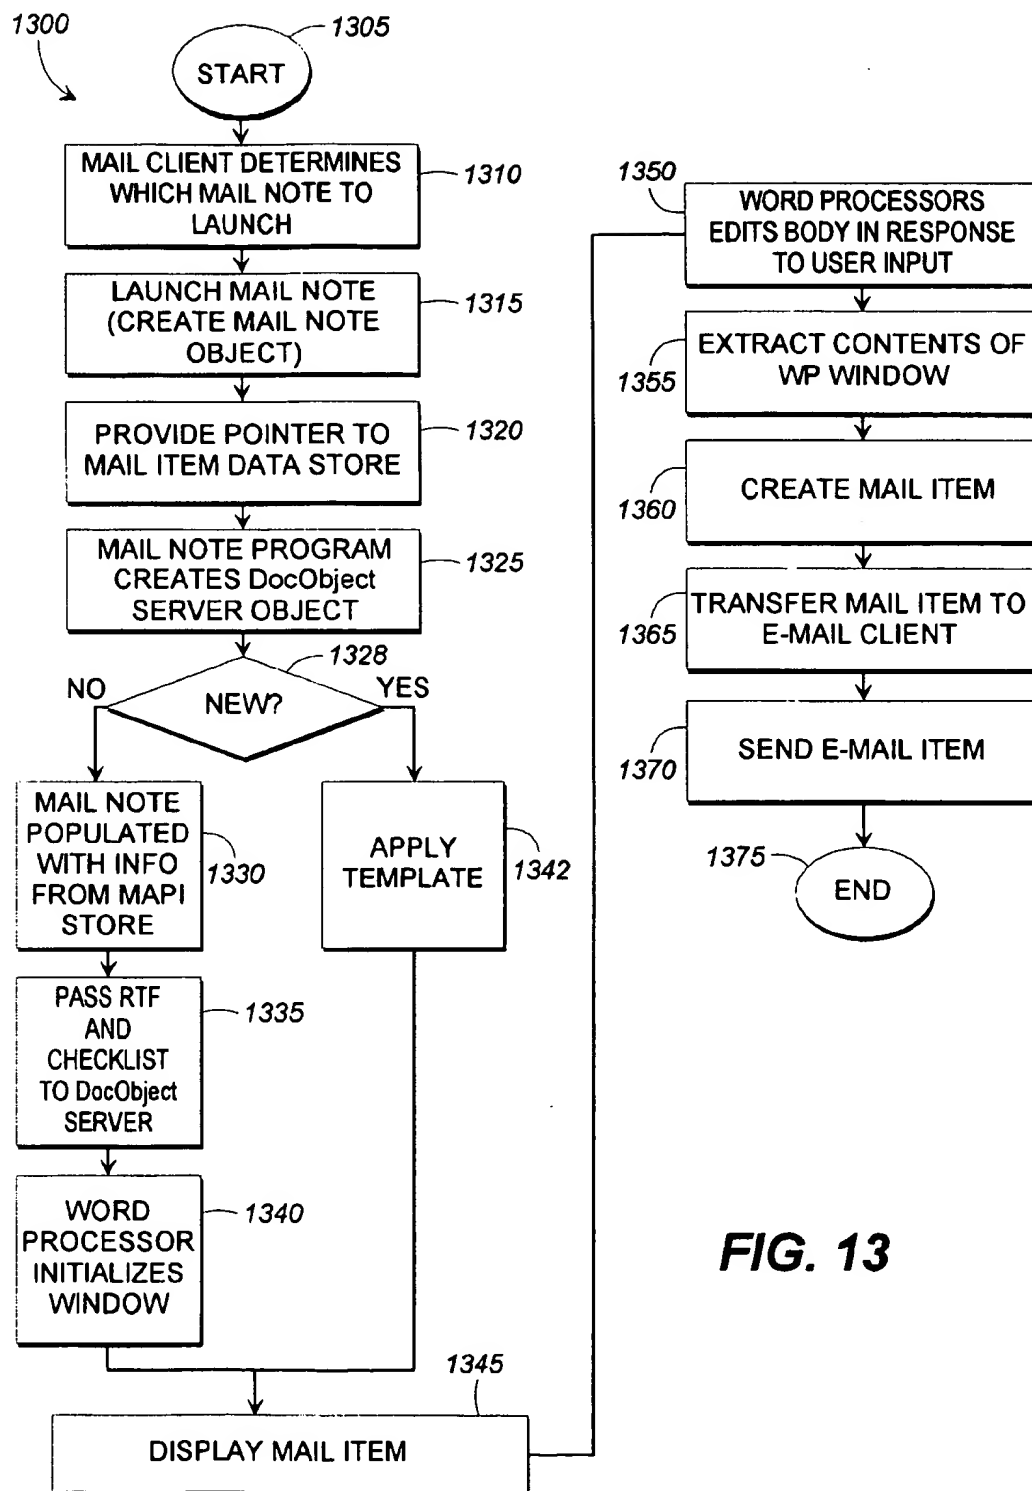 1300
1305
START
MAIL CLIENT DETERMINES
WHICH MAIL NOTE TO
LAUNCH
1310
LAUNCH MAIL NOTE
(CREATE MAIL NOTE
OBJECT)
1315
PROVIDE POINTER TO
MAIL ITEM DATA STORE
1320
MAIL NOTE PROGRAM
CREATES DocObject
SERVER OBJECT
1325
1328
NO
YES
NEW?
MAIL NOTE
POPULATED
WITH INFO
FROM MAPI
STORE
1330
APPLY
TEMPLATE
1342
PASS RTF
AND
CHECKLIST
TO DocObject
SERVER
1335
WORD
PROCESSOR
INITIALIZES
WINDOW
1340
1345
DISPLAY MAIL ITEM
1350
WORD PROCESSORS
EDITS BODY IN RESPONSE
TO USER INPUT
EXTRACT CONTENTS OF
WP WINDOW
1355
CREATE MAIL ITEM
1360
TRANSFER MAIL ITEM TO
E-MAIL CLIENT
1365
SEND E-MAIL ITEM
1370
1375
END
FIG. 13